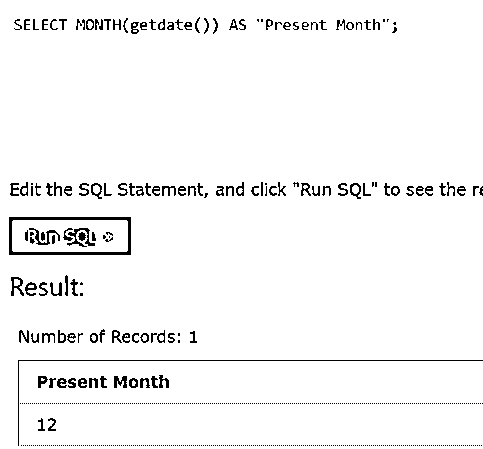 SELECT MONTH(getdate()) AS "Present Month";
Edit the SQL Statement, and click "Run SQL" to see the re
Run SQL »
Result:
Number of Records: 1
Present Month
12